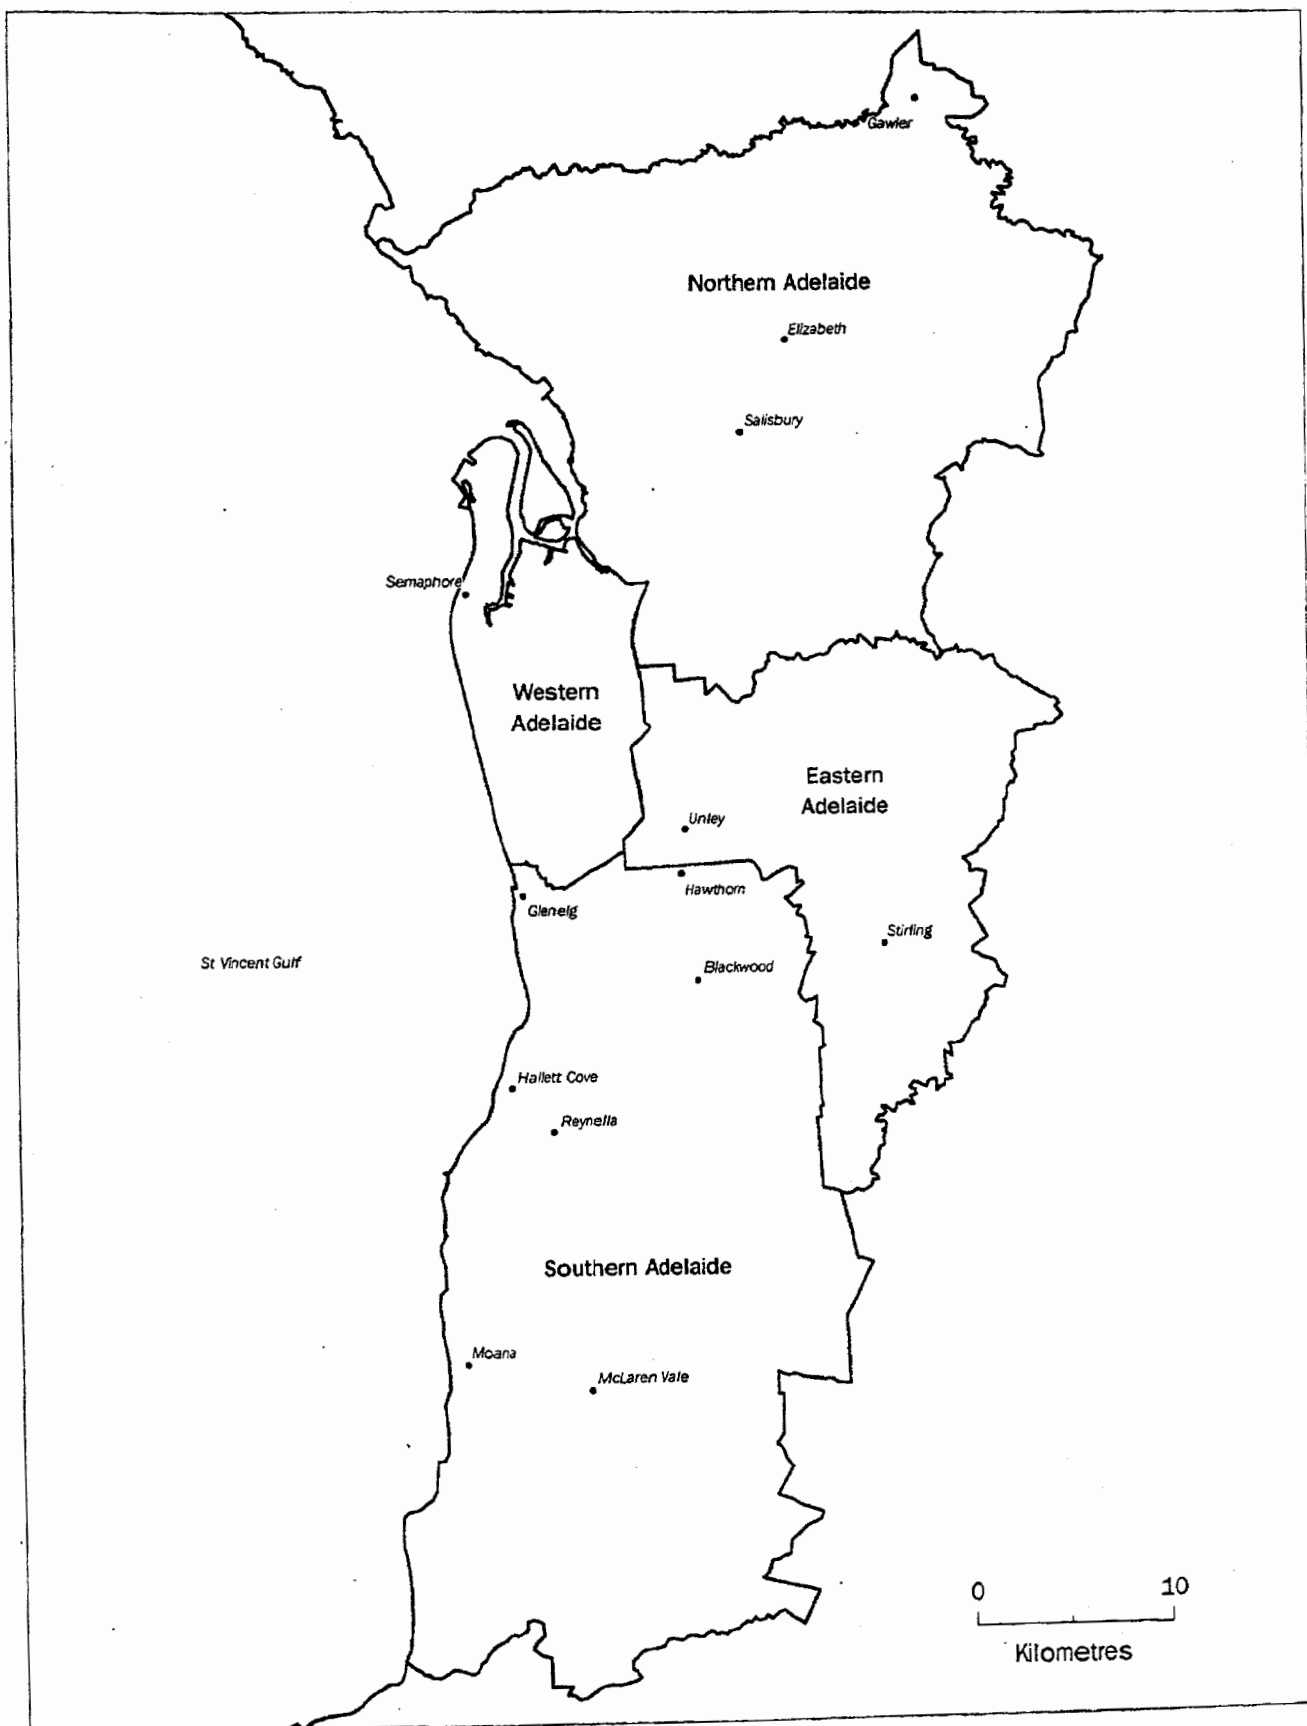 Gawler
Northern Adelaide
Elizabeth
Salisbury
Semaphore
Western
Adelaide
Eastern
Adelaide
Unley
Hawthorn
Glenelg
Stirling
St Vincent Gulf
Blackwood
Hallett Cove
Reynella
Southern Adelaide
Moana
McLaren Vale
0 10
Kilometres